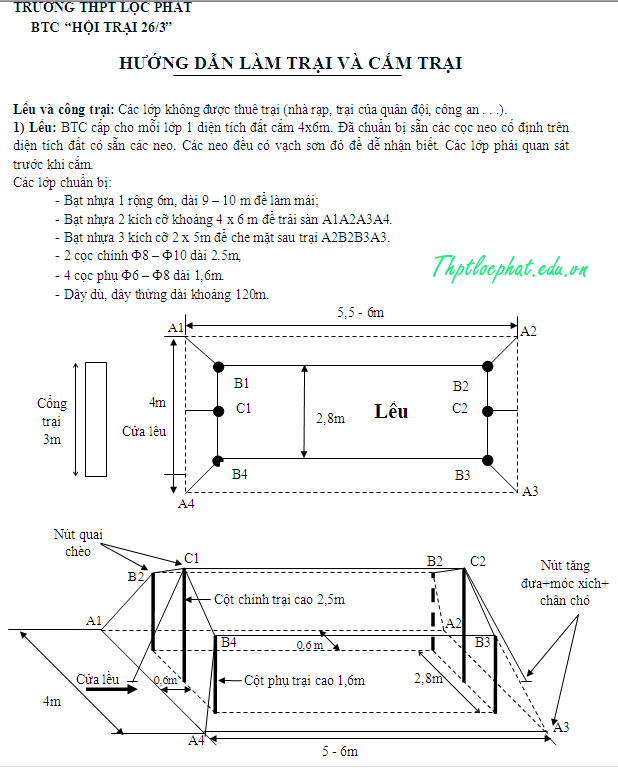 TRƯỜNG THPT LỘC PHÁT
BTC “HỘI TRẠI 26/3”
HƯỚNG DẪN LÀM TRẠI VÀ CẮM TRẠI
Lều và công trại: Các lớp không được thuê trại (nhà rạp, trại của quân đội, công an . . .).
1) Lều: BTC cấp cho mỗi lớp 1 diện tích đất cắm 4x6m. Đã chuẩn bị sẵn các cọc neo cố định trên
diện tích đất có sẵn các neo. Các neo đều có vạch sơn đỏ để dễ nhận biết. Các lớp phải quan sát
trước khi cắm.
Các lớp chuẩn bị:
- Bạt nhựa 1 rộng 6m, dài 9 – 10 m để làm mái;
- Bạt nhựa 2 kích cỡ khoảng 4 x 6 m để trải sàn A1A2A3A4.
- Bạt nhựa 3 kích cỡ 2 x 5m để che mặt sau trại A2B2B3A3.
- 2 cọc chính Φ8 – Φ10 dài 2.5m,
- 4 cọc phụ Φ6 – Φ8 dài 1,6m.
- Dây dù, dây thừng dài khoảng 120m.
Thptlocphat.edu.vn
5,5 - 6m
A1
A2
B1
B2
Cổng
trại
3m
4m
Cửa lều
C1
2,8m
Lều
C2
B4
B3
A4
A3
Nút quai
chèo
C1
B2
B2
C2
Nút tăng
đưa+móc xích+
chân chó
Cột chính trại cao 2,5m
A1
A2
B4
0,6 m
B3
Cửa lều
0,6m
Cột phụ trại cao 1,6m
2,8m
4m
A4
A3
5 - 6m